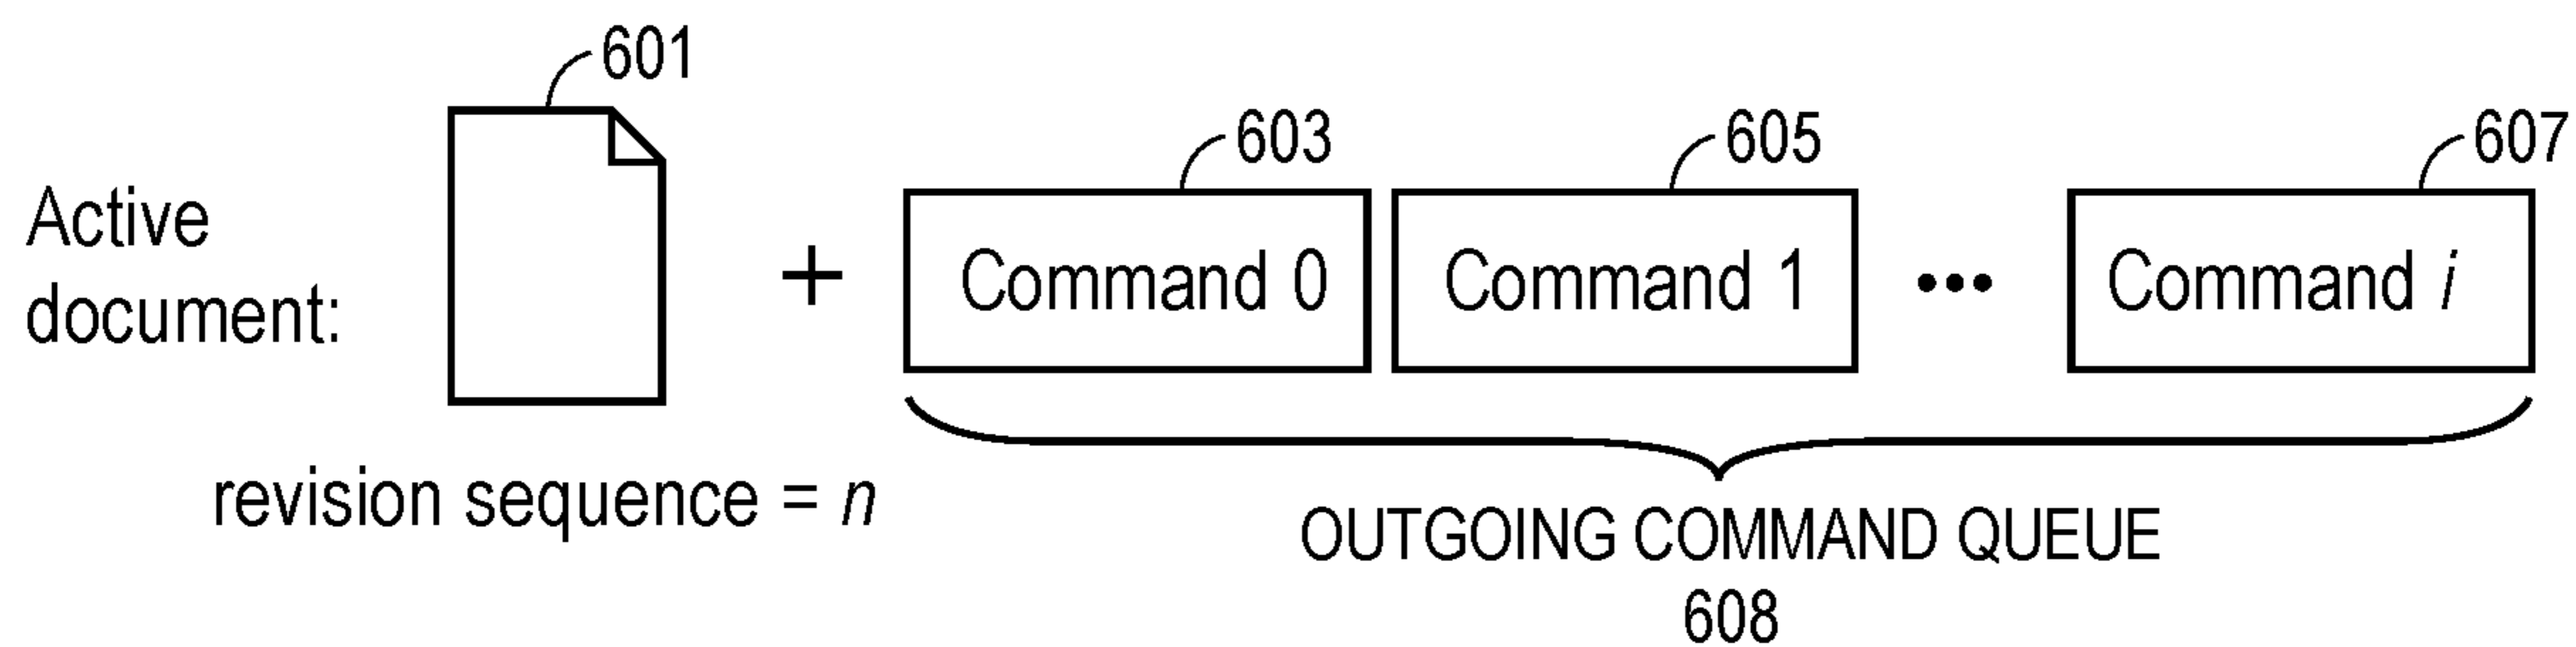 601
603
605
607
Active
document:
+
Command 0
Command 1
•••
Command i
revision sequence = n
OUTGOING COMMAND QUEUE
608